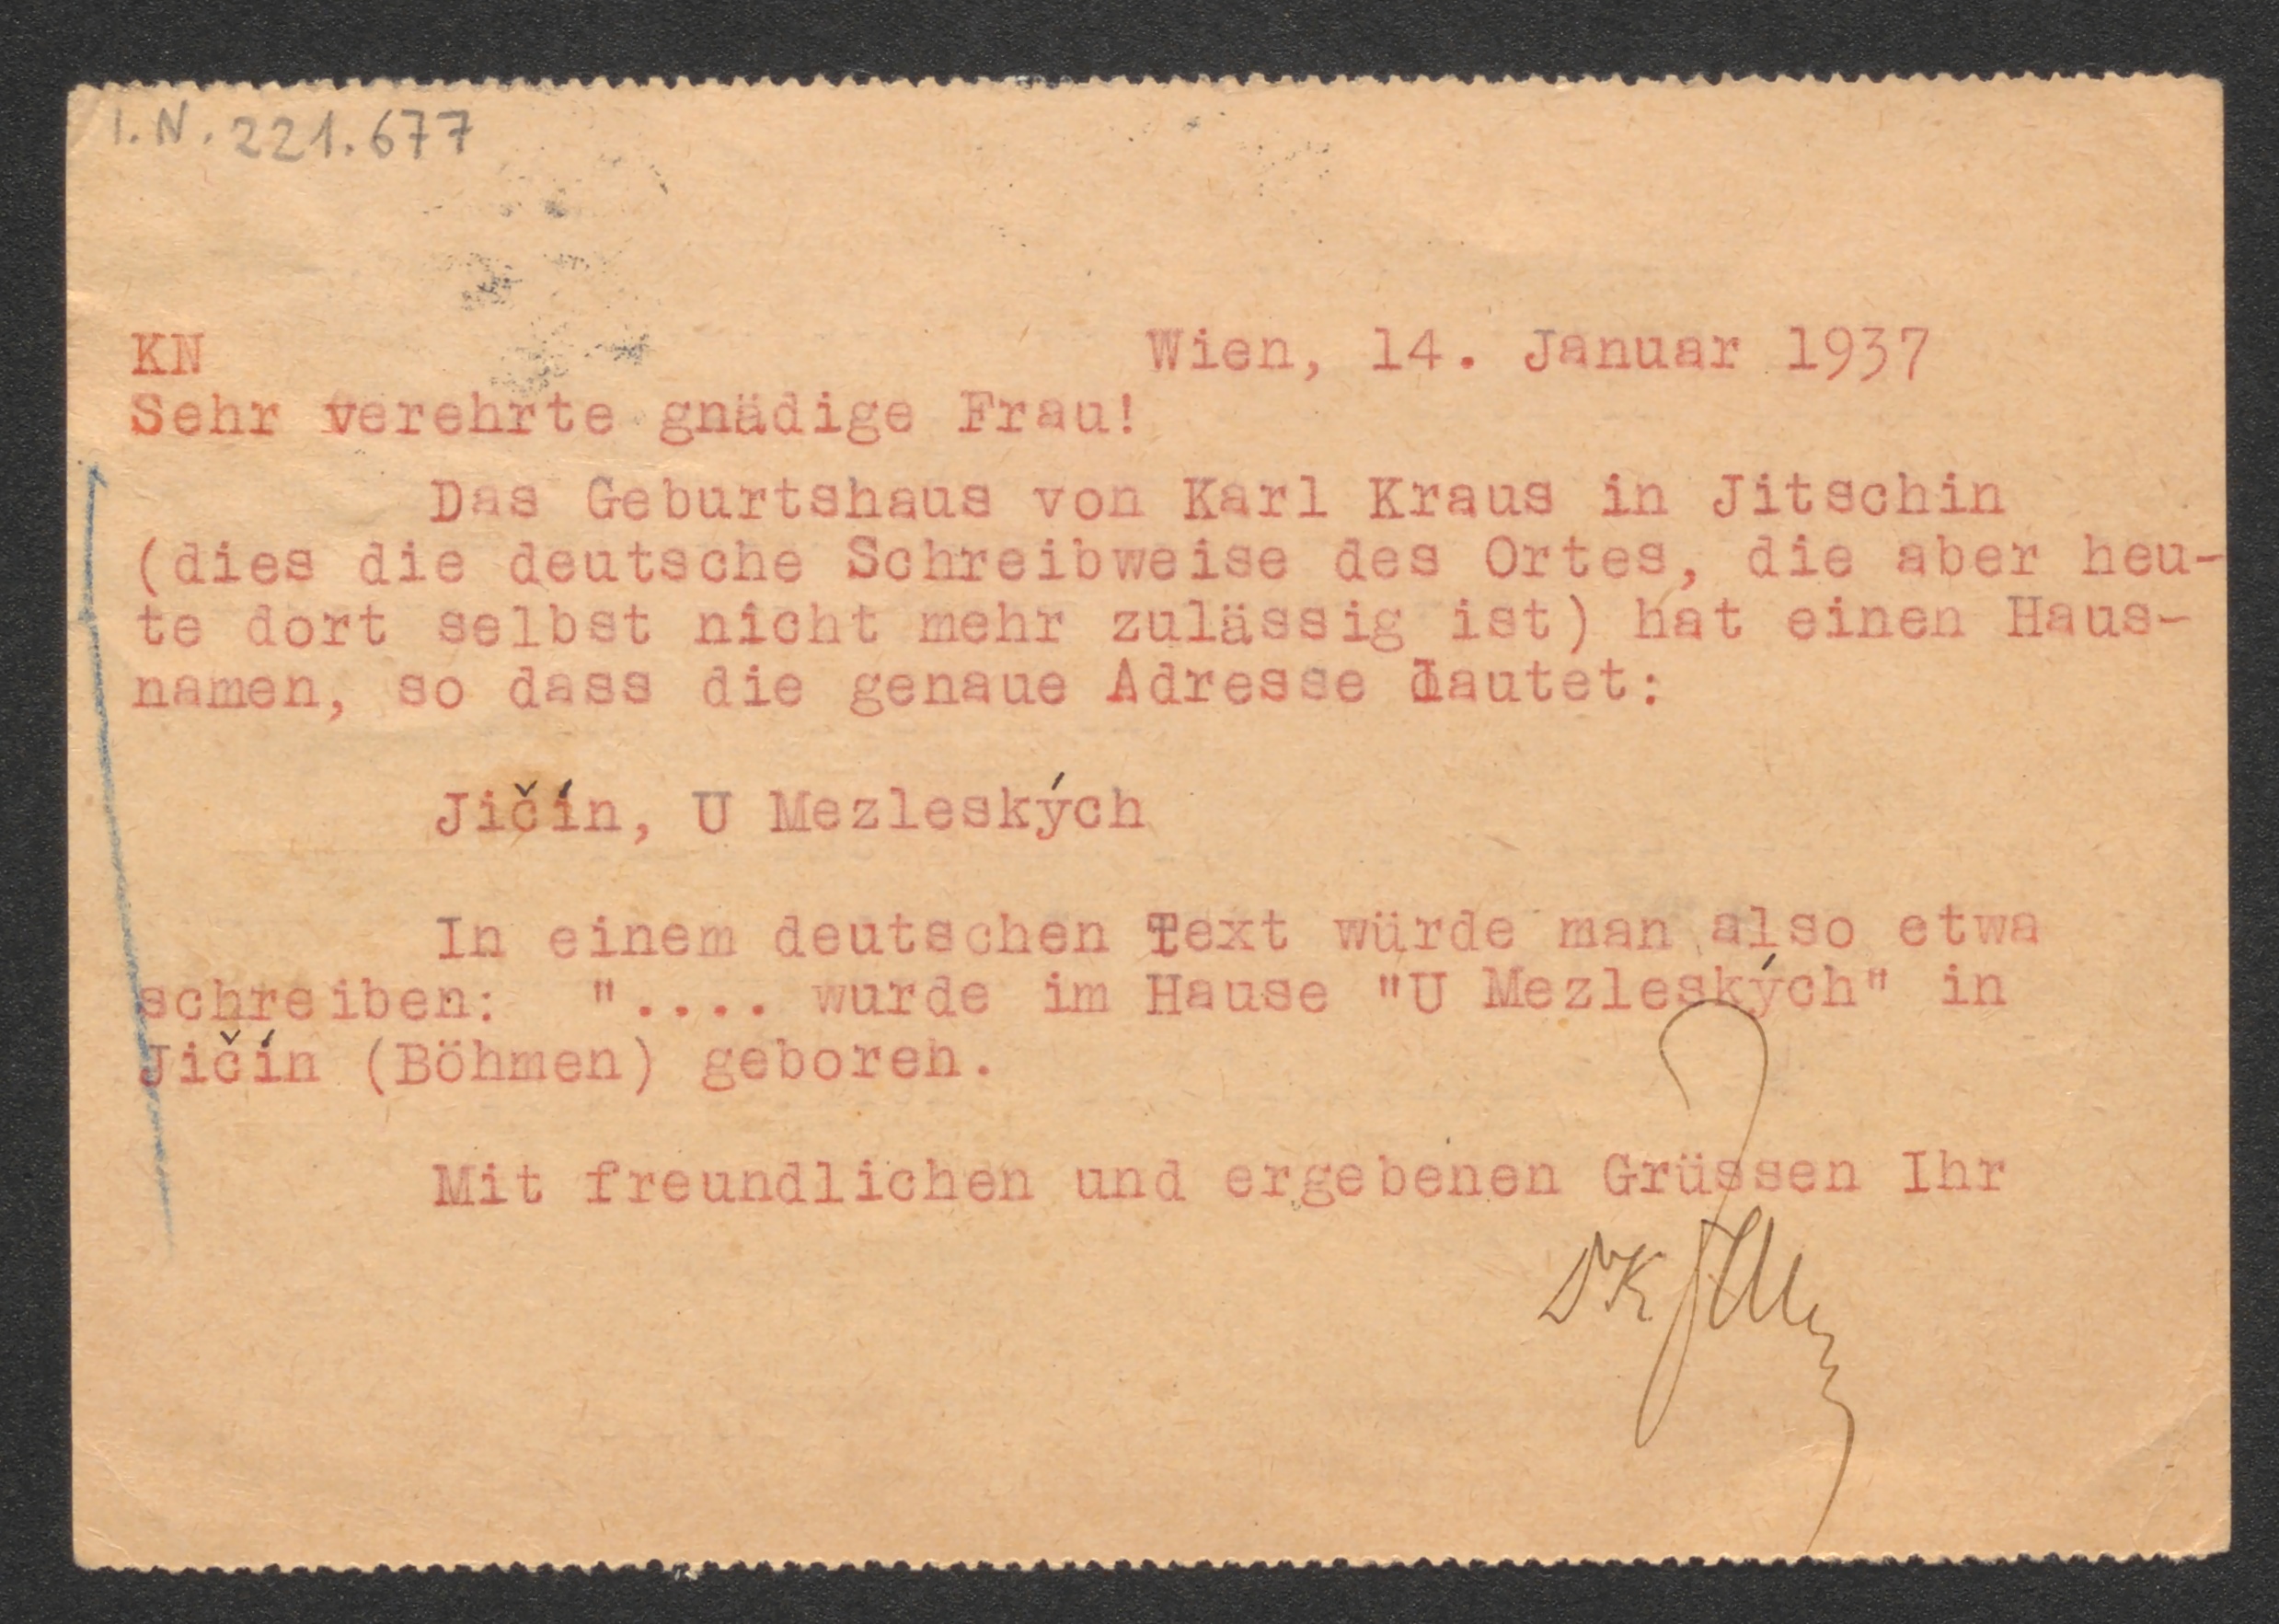 I.N. 221.677
KN Wien, 14. Januar 1937
Sehr verehrte gnädige Frau!
Das Geburtshaus von Karl Kraus in Jitschin
(dies die deutsche Schreibweise des Ortes, die aber heu-
te dort selbst nicht mehr zulässig ist) hat einen Haus-
namen, so dass die genaue Adresse lautet:
Jičín, U Mezleských
In einem deutschen Text würde man also etwa
schreiben: ".... wurde im Hause "U Mezleských" in
Jičín (Böhmen) geboren.
Mit freundlichen und ergebenen Grüssen Ihr
Dr K